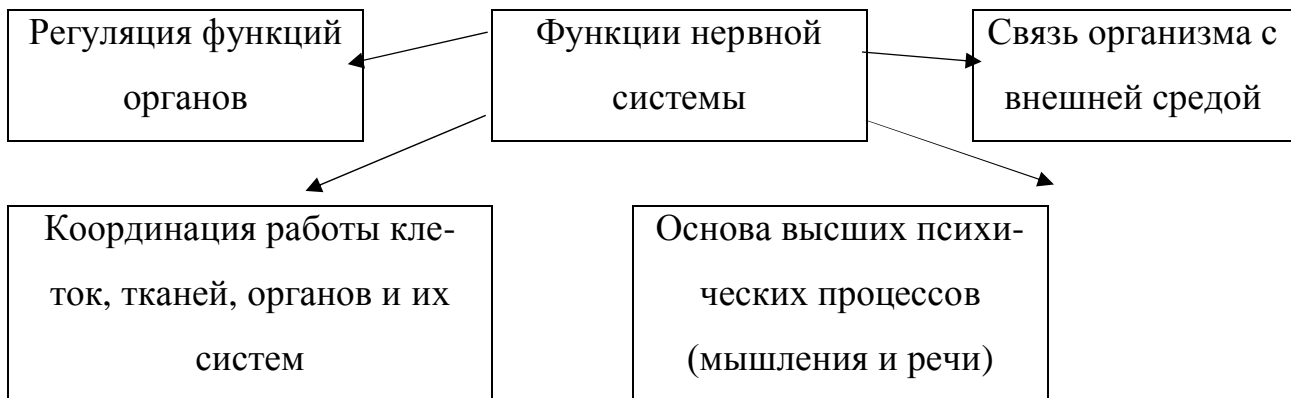 Регуляция функций
органов
Функции нервной
системы
Связь организма с
внешней средой
Координация работы кле-
ток, тканей, органов и их
систем
Основа высших психи-
ческих процессов
(мышления и речи)